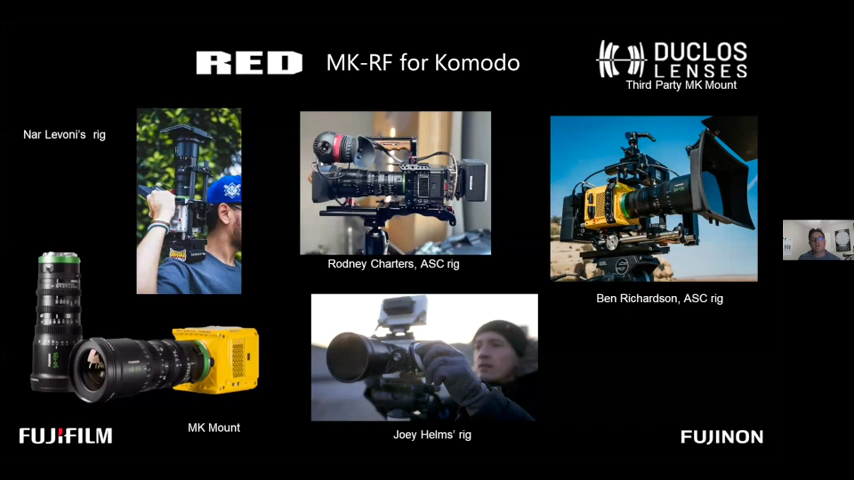 RED
MK-RF for Komodo
DUCLOS
LENSES
Third Party MK Mount
Nar Levoni's rig
Rodney Charters, ASC rig
Ben Richardson, ASC rig
MK Mount
Joey Helms' rig
FUJIFILM
FUJINON